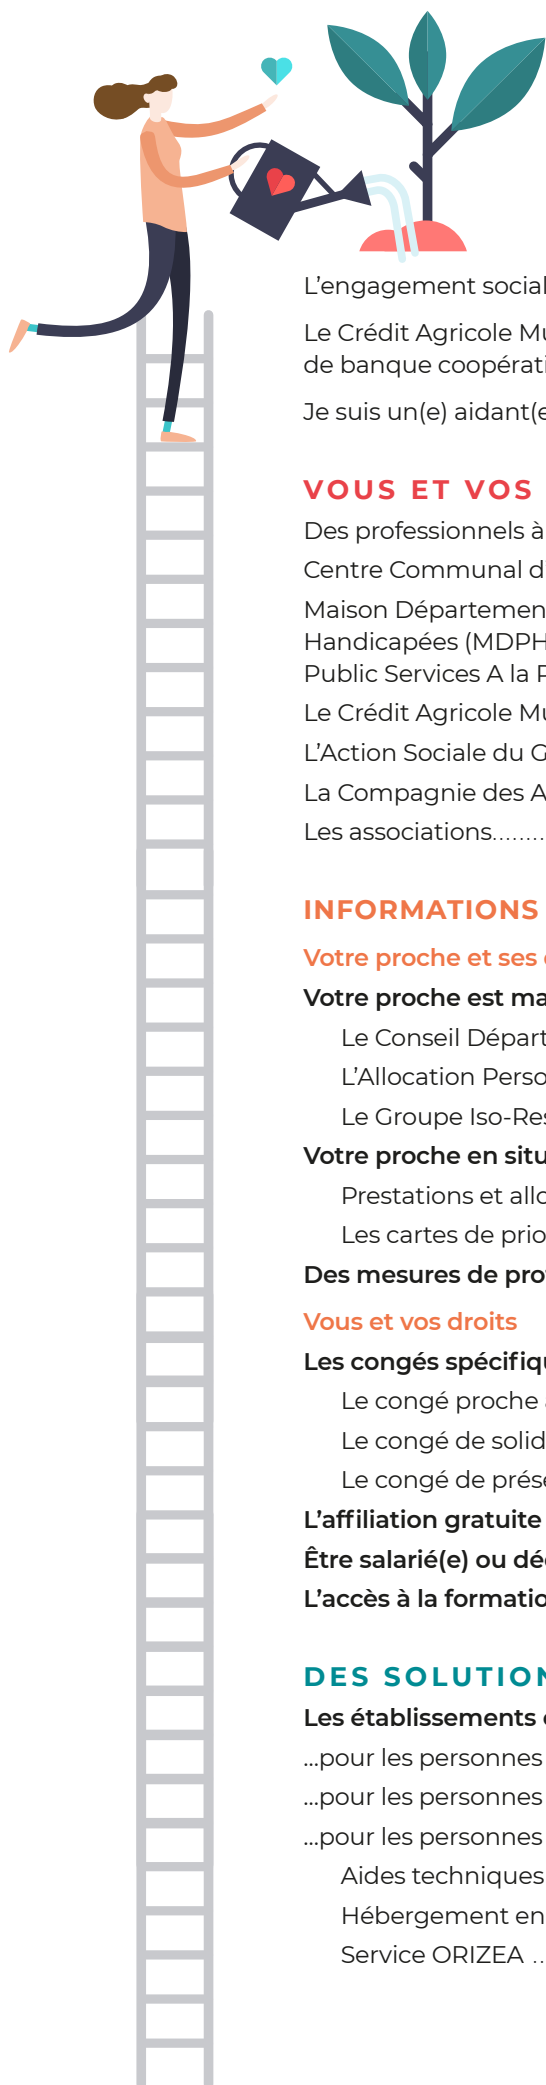 L’engagement social
Le Crédit Agricole Mu
de banque coopérati
Je suis un(e) aidant(e
VOUS ET VOS
Des professionnels à
Centre Communal d
Maison Départemen
Handicapées (MDPH
Public Services A la P
Le Crédit Agricole Mu
L’Action Sociale du G
La Compagnie des A
Les associations........
INFORMATIONS
Votre proche et ses
Votre proche est ma
Le Conseil Départ
L’Allocation Perso
Le Groupe Iso-Res
Votre proche en situ
Prestations et allo
Les cartes de prio
Des mesures de pro
Vous et vos droits
Les congés spécifiqu
Le congé proche
Le congé de solid
Le congé de prése
L’affiliation gratuite
Être salarié(e) ou dé
L’accès à la formatio
DES SOLUTION
Les établissements
...pour les personnes
...pour les personnes
...pour les personnes
Aides techniques
Hébergement en
Service ORIZEA ..